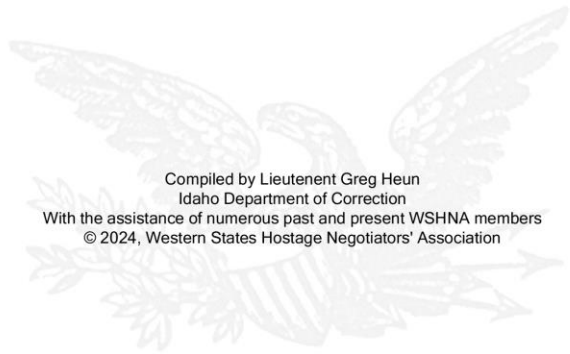 Compiled by Lieutenent Greg Heun
Idaho Department of Correction
With the assistance of numerous past and present WSHNA members
© 2024, Western States Hostage Negotiators' Association